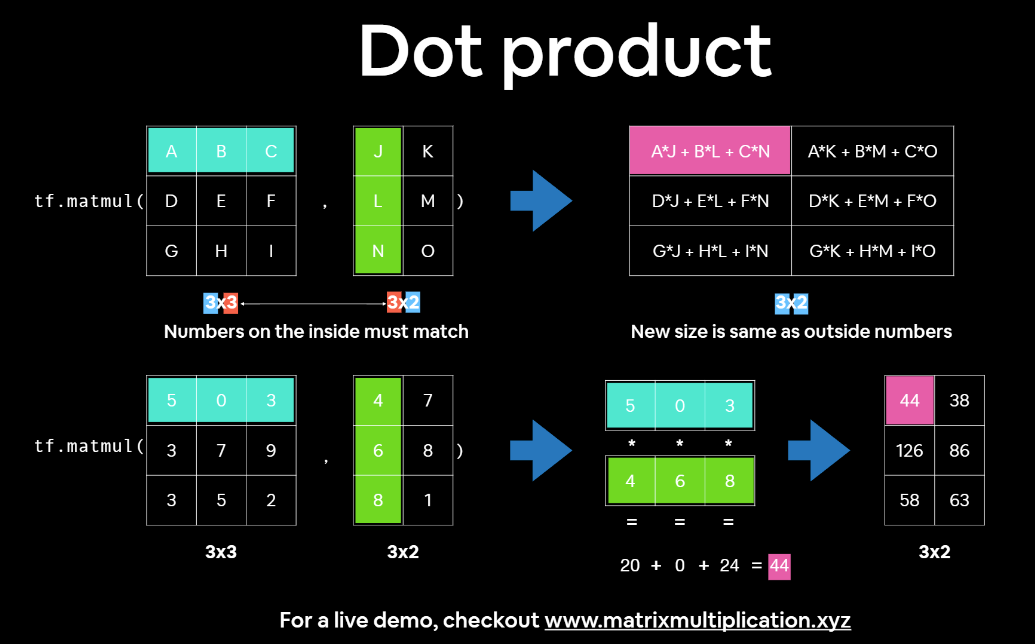 Dot product
A B C J K A*J + B*L + C*N A*K + B*M + C*O
tf.matmul( D E F , L M ) D*J + E*L + F*N D*K + E*M + F*O
G H I N O G*J + H*L + I*N G*K + H*M + I*O
3x3 3x2 3x2
Numbers on the inside must match New size is same as outside numbers
5 0 3 4 7 5 0 3 44 38
* * *
tf.matmul( 3 7 9 , 6 8 ) 126 86
4 6 8
3 5 2 8 1 58 63
= = =
3x3 3x2 3x2
20 + 0 + 24 = 44
For a live demo, checkout www.matrixmultiplication.xyz